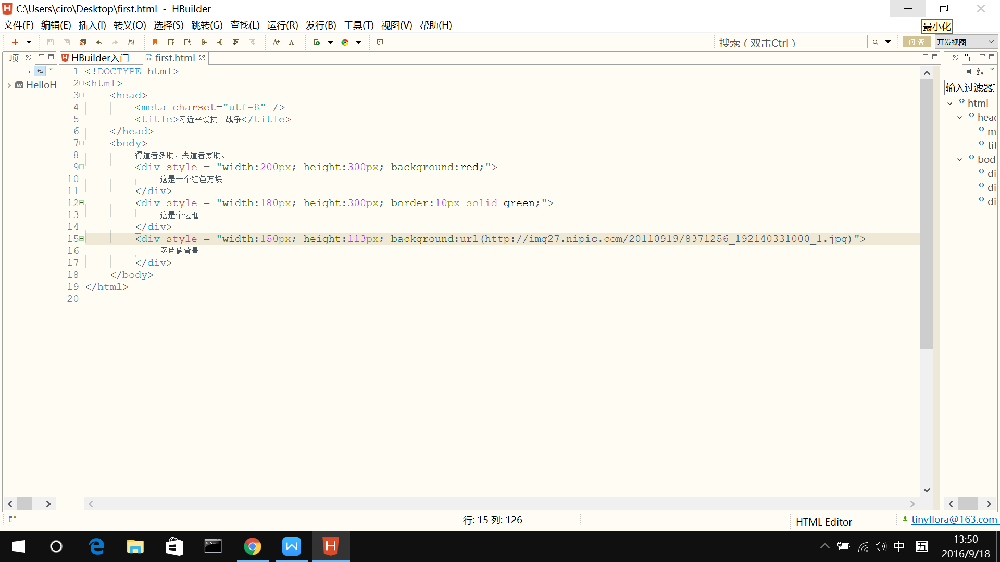 C:\Users\ciro\Desktop\first.html - HBuilder
文件(F) 编辑(E) 插入(I) 转义(O) 选择(S) 跳转(G) 查找(L) 运行(R) 发行(B) 工具(T) 视图(V) 帮助(H)
最小化
搜索（双击Ctrl）
问 答
开发视图
项
HBuilder入门
first.html
HelloH
1 <!DOCTYPE html>
2 <html>
3 <head>
4 <meta charset="utf-8" />
5 <title>习近平谈抗日战争</title>
6 </head>
7 <body>
8 得道者多助，失道者寡助。
9 <div style = "width:200px; height:300px; background:red;">
10 这是一个红色方块
11 </div>
12 <div style = "width:180px; height:300px; border:10px solid green;">
13 这是个边框
14 </div>
15 <div style = "width:150px; height:113px; background:url(http://img27.nipic.com/20110919/8371256_192140331000_1.jpg)">
16 图片做背景
17 </div>
18 </body>
19 </html>
20
输入过滤器
html
head
m
tit
body
di
di
di
行: 15 列: 126
HTML Editor
tinyflora@163.com
中
五
13:50
2016/9/18